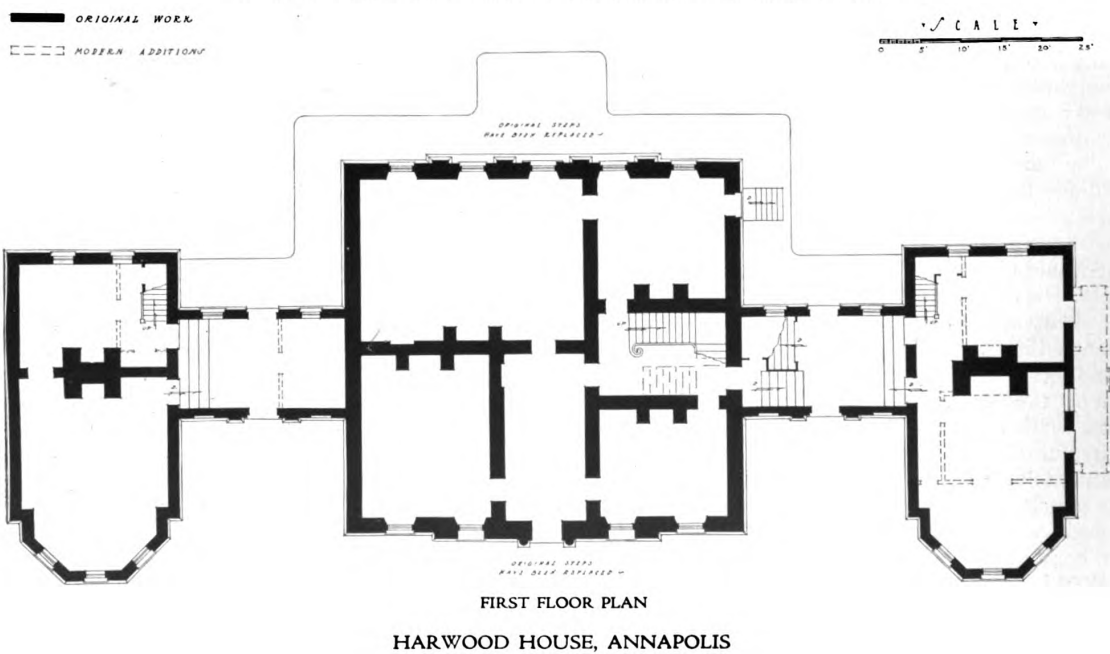 ORIGINAL WORK
MODERN ADDITIONS
SCALE
0 5' 10' 15' 20' 25'
ORIGINAL STEPS
HAVE BEEN REPLACED
UP
ORIGINAL STEPS
HAVE BEEN REPLACED
FIRST FLOOR PLAN
HARWOOD HOUSE, ANNAPOLIS